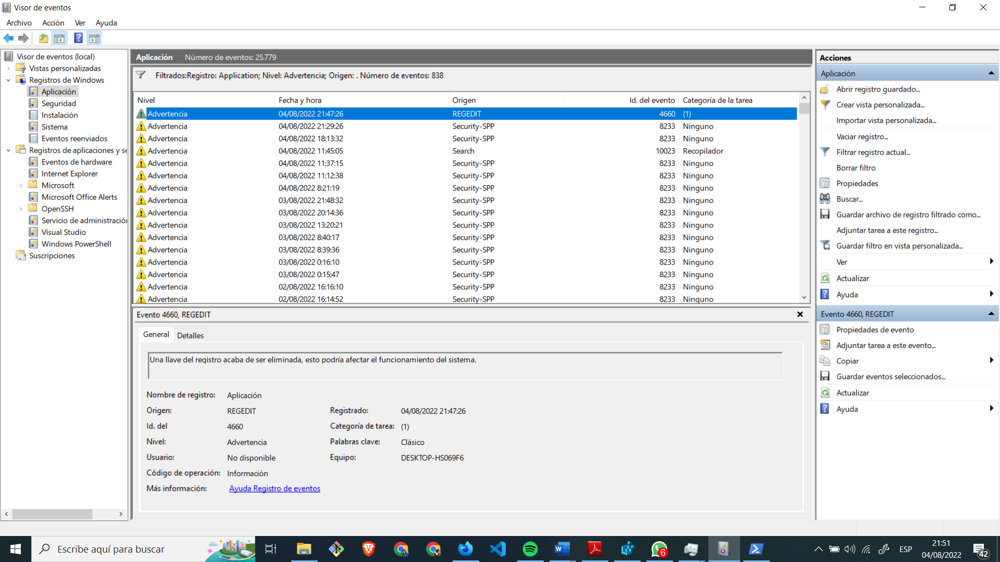 Visor de eventos
Archivo Acción Ver Ayuda
Visor de eventos (local)
Vistas personalizadas
Registros de Windows
Aplicación
Seguridad
Instalación
Sistema
Eventos reenviados
Registros de aplicaciones y se
Eventos de hardware
Internet Explorer
Microsoft
Microsoft Office Alerts
OpenSSH
Servicio de administración
Visual Studio
Windows PowerShell
Suscripciones
Aplicación Número de eventos: 25.779
Filtrados:Registro: Application; Nivel: Advertencia; Origen: . Número de eventos: 838
Nivel Fecha y hora Origen Id. del evento Categoría de la tarea
Advertencia 04/08/2022 21:47:26 REGEDIT 4660 (1)
Advertencia 04/08/2022 21:29:26 Security-SPP 8233 Ninguno
Advertencia 04/08/2022 18:13:32 Security-SPP 8233 Ninguno
Advertencia 04/08/2022 11:45:05 Search 10023 Recopilador
Advertencia 04/08/2022 11:37:15 Security-SPP 8233 Ninguno
Advertencia 04/08/2022 11:12:38 Security-SPP 8233 Ninguno
Advertencia 04/08/2022 8:21:19 Security-SPP 8233 Ninguno
Advertencia 03/08/2022 21:48:32 Security-SPP 8233 Ninguno
Advertencia 03/08/2022 20:14:36 Security-SPP 8233 Ninguno
Advertencia 03/08/2022 13:20:21 Security-SPP 8233 Ninguno
Advertencia 03/08/2022 8:40:17 Security-SPP 8233 Ninguno
Advertencia 03/08/2022 8:39:36 Security-SPP 8233 Ninguno
Advertencia 03/08/2022 0:16:10 Security-SPP 8233 Ninguno
Advertencia 03/08/2022 0:15:47 Security-SPP 8233 Ninguno
Advertencia 02/08/2022 16:16:10 Security-SPP 8233 Ninguno
Advertencia 02/08/2022 16:14:52 Security-SPP 8233 Ninguno
Evento 4660, REGEDIT
General Detalles
Una llave del registro acaba de ser eliminada, esto podría afectar el funcionamiento del sistema.
Nombre de registro: Aplicación
Origen: REGEDIT Registrado: 04/08/2022 21:47:26
Id. del 4660 Categoría de tarea: (1)
Nivel: Advertencia Palabras clave: Clásico
Usuario: No disponible Equipo: DESKTOP-HS069F6
Código de operación: Información
Más información: Ayuda Registro de eventos
Acciones
Aplicación
Abrir registro guardado...
Crear vista personalizada...
Importar vista personalizada...
Vaciar registro...
Filtrar registro actual...
Borrar filtro
Propiedades
Buscar...
Guardar archivo de registro filtrado como...
Adjuntar tarea a este registro...
Guardar filtro en vista personalizada...
Ver
Actualizar
Ayuda
Evento 4660, REGEDIT
Propiedades de evento
Adjuntar tarea a este evento...
Copiar
Guardar eventos seleccionados...
Actualizar
Ayuda
Escribe aquí para buscar
6
ESP
21:51
04/08/2022
42